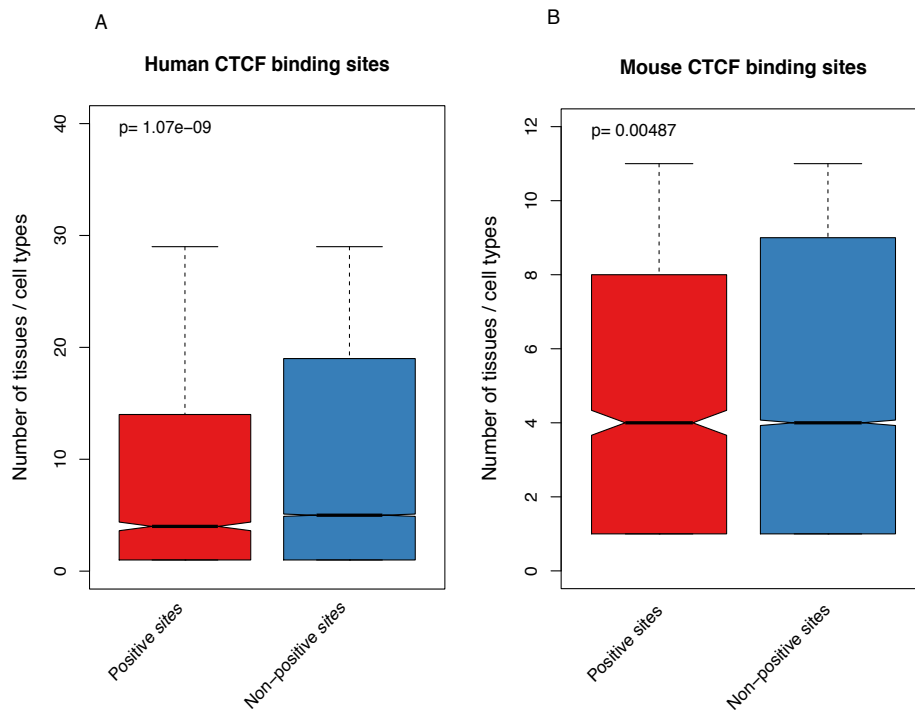 A
Human CTCF binding sites
p= 1.07e−09
Number of tissues / cell types
40
30
20
10
0
Positive sites
Non−positive sites
B
Mouse CTCF binding sites
p= 0.00487
Number of tissues / cell types
12
10
8
6
4
2
0
Positive sites
Non−positive sites